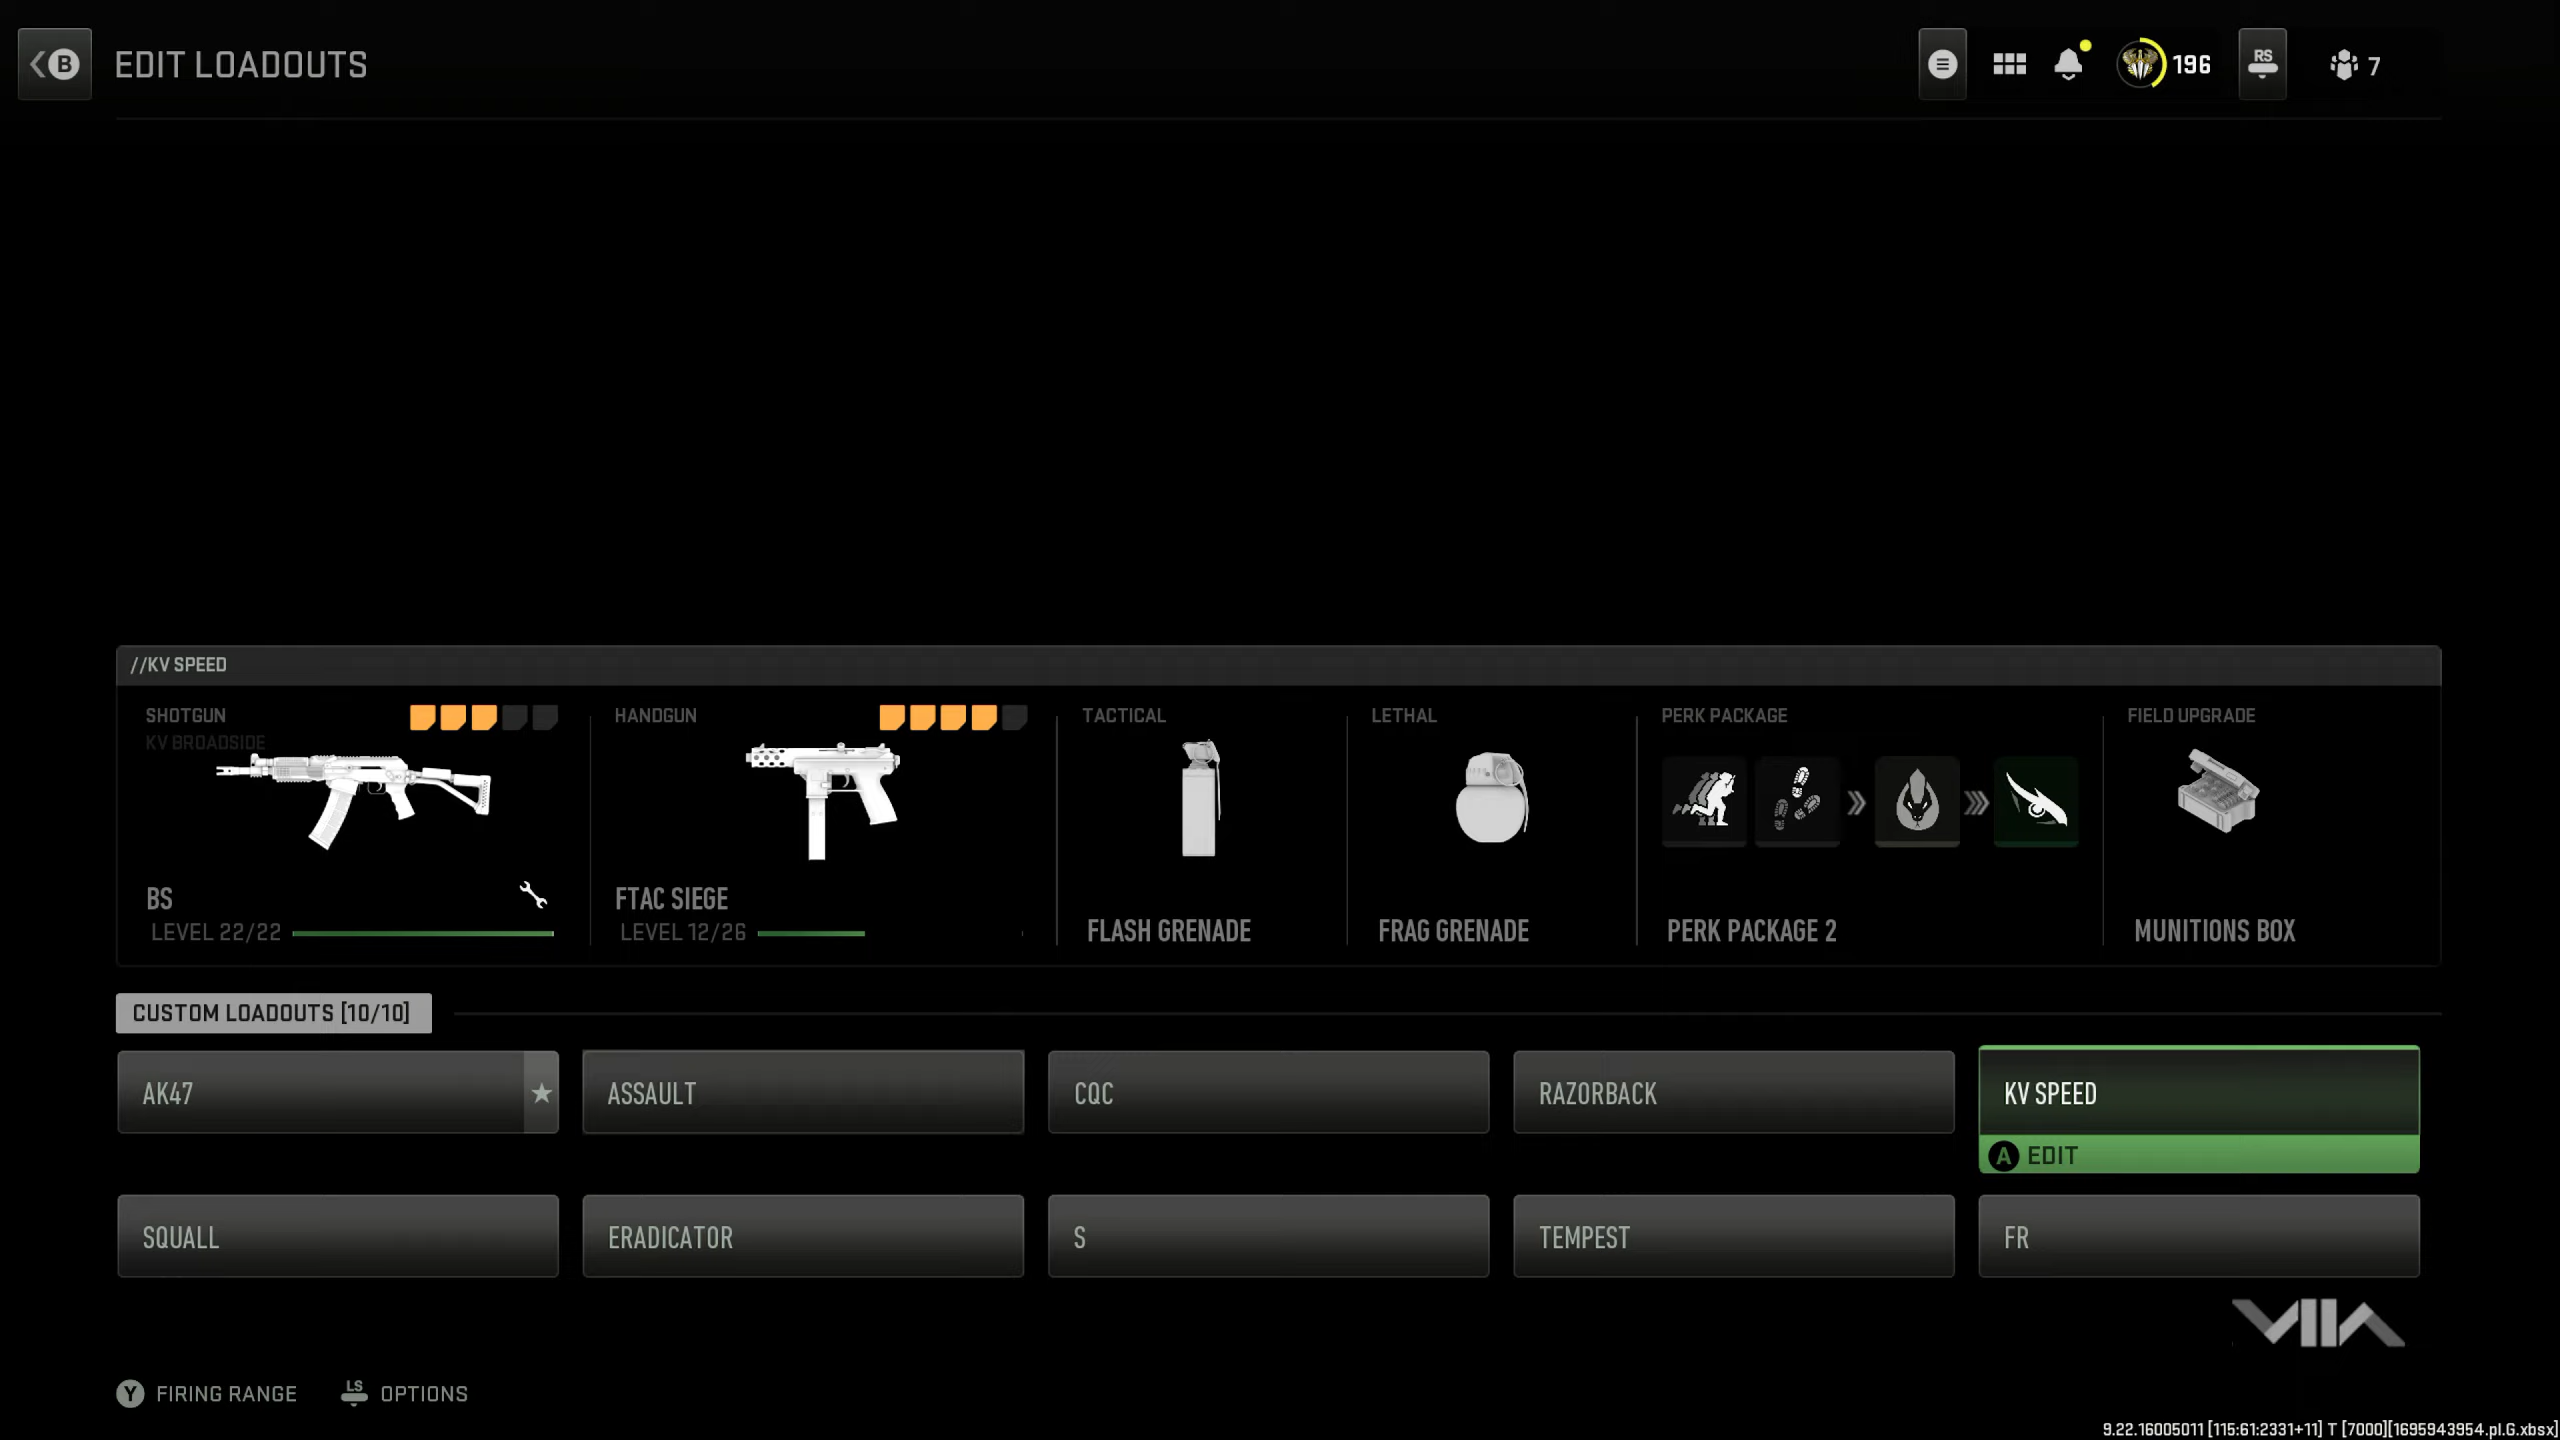 B EDIT LOADOUTS
196
RS
7
//KV SPEED
SHOTGUN
KV BROADSIDE
BS
LEVEL 22/22
HANDGUN
FTAC SIEGE
LEVEL 12/26
TACTICAL
FLASH GRENADE
LETHAL
FRAG GRENADE
PERK PACKAGE
PERK PACKAGE 2
FIELD UPGRADE
MUNITIONS BOX
CUSTOM LOADOUTS [10/10]
AK47
ASSAULT
CQC
RAZORBACK
KV SPEED
A EDIT
SQUALL
ERADICATOR
S
TEMPEST
FR
Y FIRING RANGE
LS OPTIONS
9.22.16005011 [115:61:2331+11] T [7000][1695943954.pl.G.xbsx]